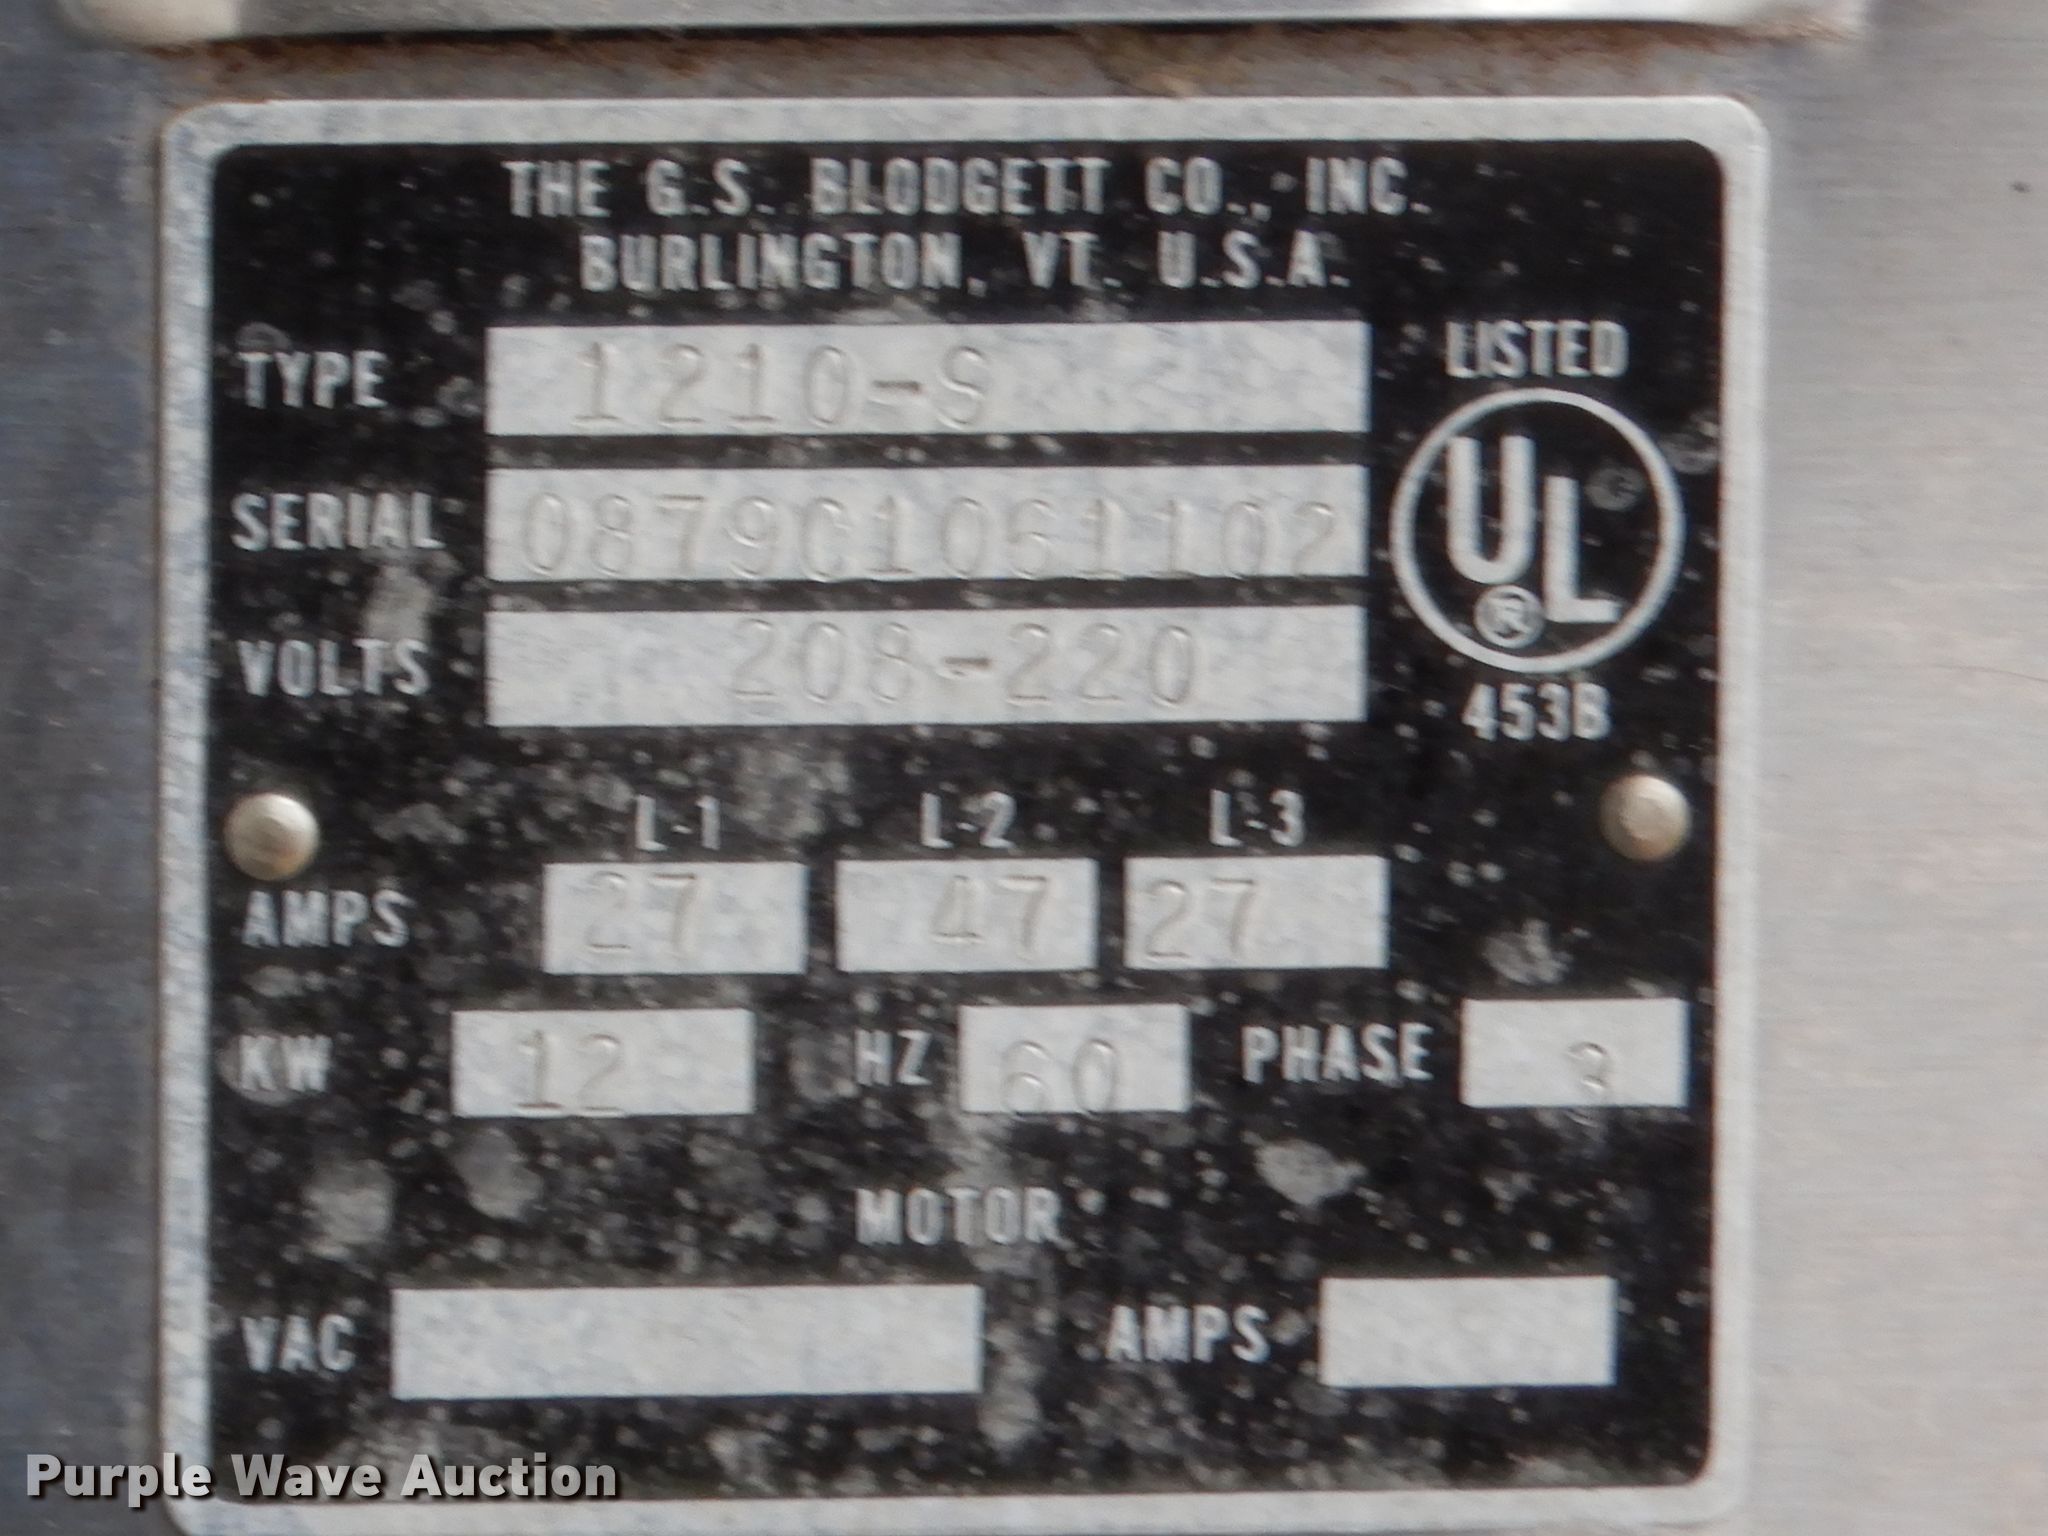 THE G.S. BLODGETT CO., INC.
BURLINGTON, VT. U.S.A.
TYPE 1210-S
LISTED
SERIAL 0879C1061102
UL ®
VOLTS 208-220
453B
L-1 L-2 L-3
AMPS 27 47 27
KW 12 HZ 60 PHASE 3
MOTOR
VAC AMPS
Purple Wave Auction